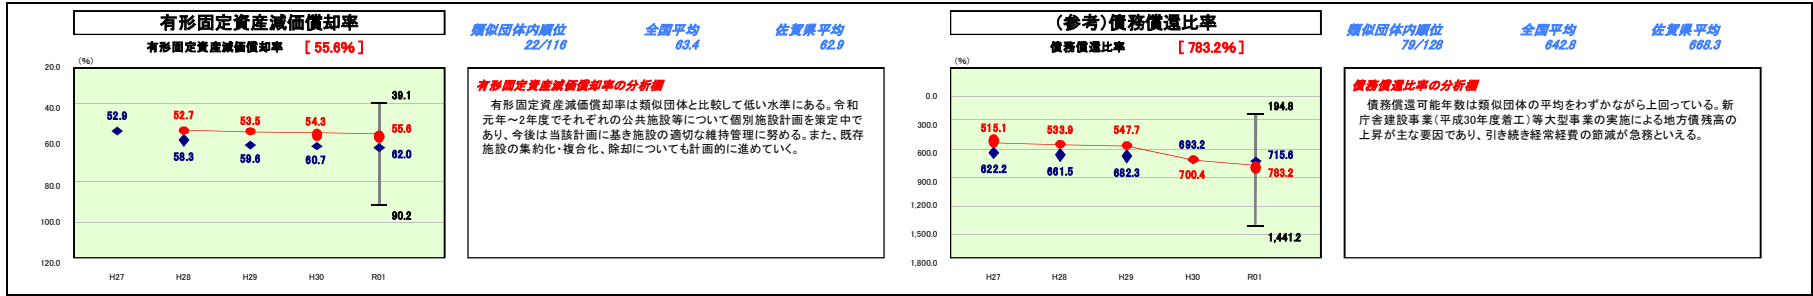 有形固定資産減価償却率
有形固定資産減価償却率 [ 55.6% ]
類似団体内順位
22/116
全国平均
63.4
佐賀県平均
62.9
(%)
20.0
40.0
60.0
80.0
100.0
120.0
52.9
52.7
53.5
54.3
55.6
58.3
59.6
60.7
62.0
39.1
90.2
H27 H28 H29 H30 R01
有形固定資産減価償却率の分析欄
有形固定資産減価償却率は類似団体と比較して低い水準にある。令和
元年～2年度でそれぞれの公共施設等について個別施設計画を策定中で
あり、今後は当該計画に基き施設の適切な維持管理に努める。また、既存
施設の集約化・複合化、除却についても計画的に進めていく。
(参考)債務償還比率
債務償還比率 [ 783.2% ]
類似団体内順位
79/128
全国平均
642.8
佐賀県平均
668.3
(%)
0.0
300.0
600.0
900.0
1,200.0
1,500.0
1,800.0
515.1
533.9
547.7
693.2
715.6
622.2
661.5
682.3
700.4
783.2
194.8
1,441.2
H27 H28 H29 H30 R01
債務償還比率の分析欄
債務償還可能年数は類似団体の平均をわずかながら上回っている。新
庁舎建設事業(平成30年度着工)等大型事業の実施による地方債残高の
上昇が主な要因であり、引き続き経常経費の節減が急務といえる。